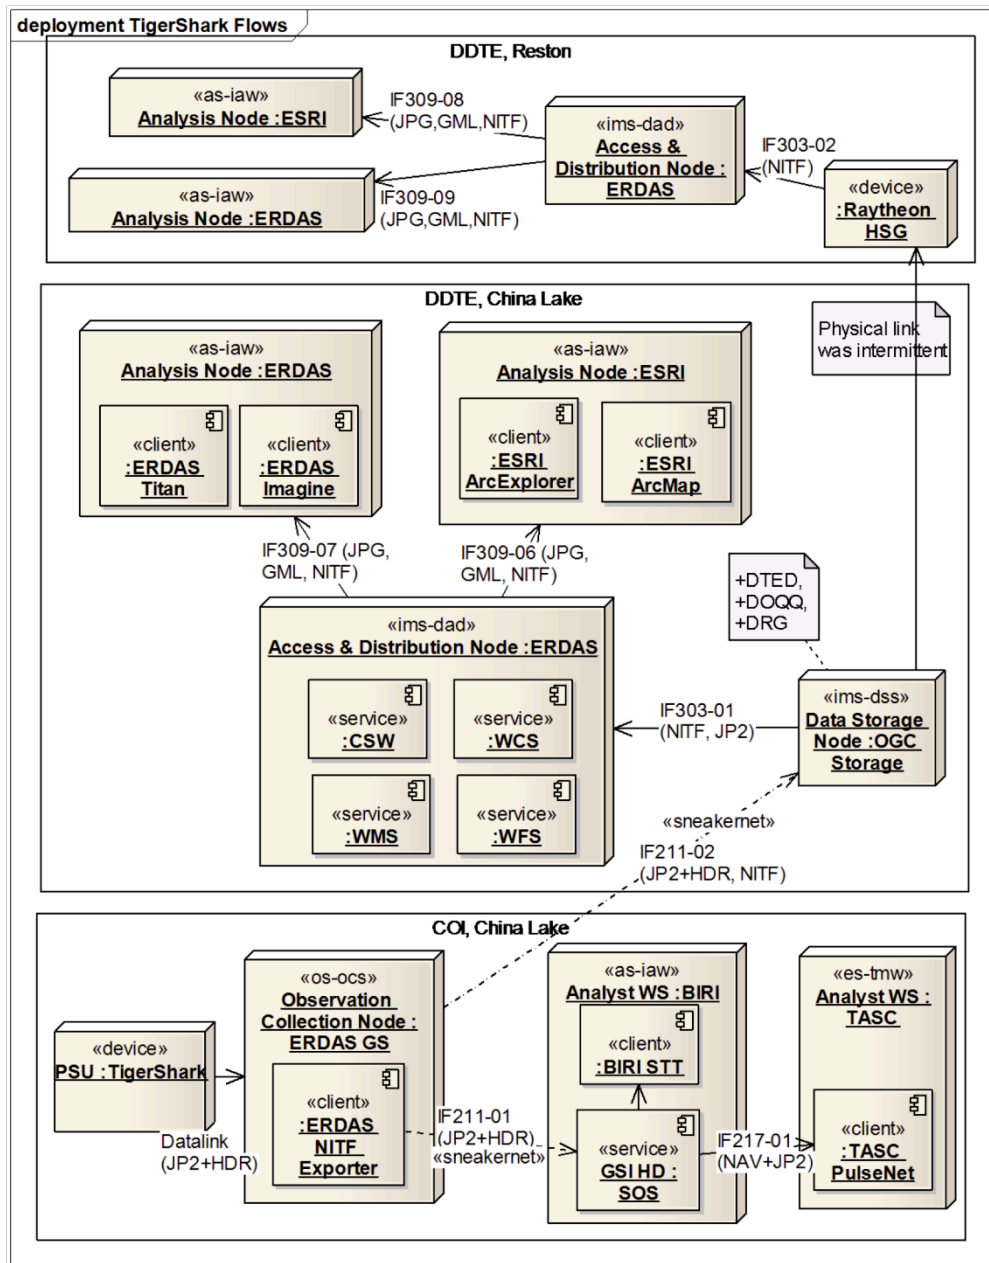 deployment TigerShark Flows
DDTE, Reston
«as-iaw»
Analysis Node :ESRI
IF309-08
(JPG,GML,NITF)
«ims-dad»
Access &
Distribution Node :
ERDAS
IF303-02
(NITF)
«as-iaw»
Analysis Node :ERDAS
IF309-09
(JPG,GML,NITF)
«device»
:Raytheon
HSG
DDTE, China Lake
Physical link
was intermittent
«as-iaw»
Analysis Node :ERDAS
«client»
:ERDAS
Titan
«client»
:ERDAS
Imagine
«as-iaw»
Analysis Node :ESRI
«client»
:ESRI
ArcExplorer
«client»
:ESRI
ArcMap
IF309-07 (JPG,
GML, NITF)
IF309-06 (JPG,
GML, NITF)
+DTED,
+DOQQ,
+DRG
«ims-dad»
Access & Distribution Node :ERDAS
«service»
:CSW
«service»
:WCS
«service»
:WMS
«service»
:WFS
IF303-01
(NITF, JP2)
«ims-dss»
Data Storage
Node :OGC
Storage
«sneakernet»
IF211-02
(JP2+HDR, NITF)
COI, China Lake
«device»
PSU :TigerShark
Datalink
(JP2+HDR)
«os-ocs»
Observation
Collection Node :
ERDAS GS
«client»
:ERDAS
NITF
Exporter
IF211-01
(JP2+HDR)
«sneakernet»
«as-iaw»
Analyst WS :BIRI
«client»
:BIRI STT
«service»
GSI HD :
SOS
IF217-01
(NAV+JP2)
«es-tmw»
Analyst WS :
TASC
«client»
:TASC
PulseNet